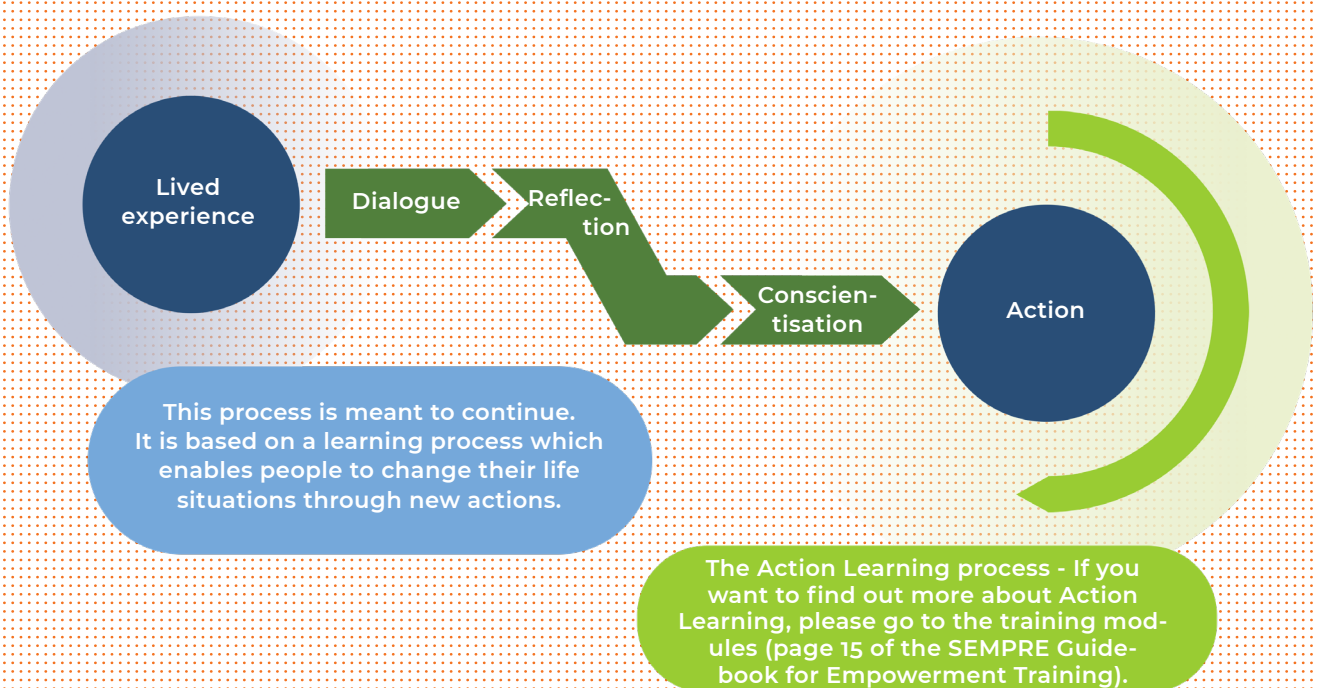 Lived
experience
Dialogue
Reflec-
tion
Conscien-
tisation
Action
This process is meant to continue.
It is based on a learning process which
enables people to change their life
situations through new actions.
The Action Learning process - If you
want to find out more about Action
Learning, please go to the training mod-
ules (page 15 of the SEMPRE Guide-
book for Empowerment Training).